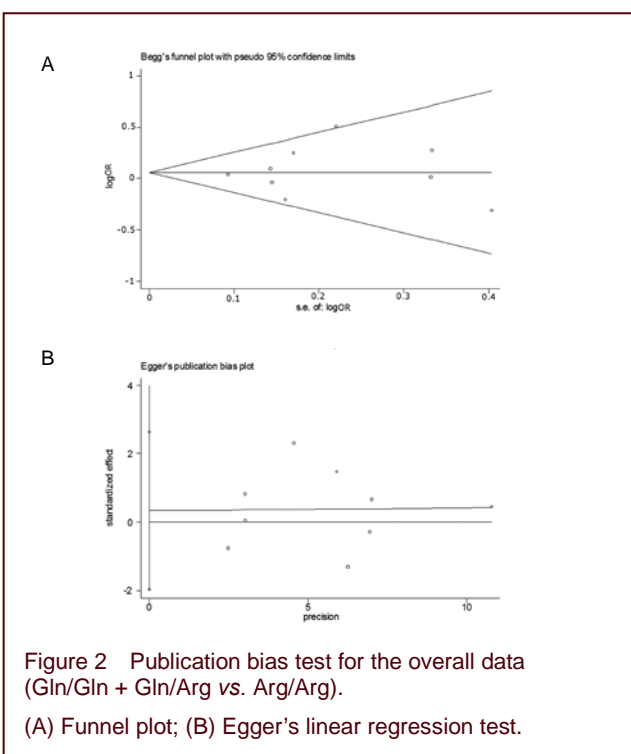 A
Begg's funnel plot with pseudo 95% confidence limits
1
0.5
0
-0.5
-1
logOR
0
0.1
0.2
0.3
0.4
s.e. of: logOR
B
Egger's publication bias plot
4
2
0
-2
standardized effect
0
5
10
precision
Figure 2 Publication bias test for the overall data
(Gln/Gln + Gln/Arg vs. Arg/Arg).
(A) Funnel plot; (B) Egger's linear regression test.